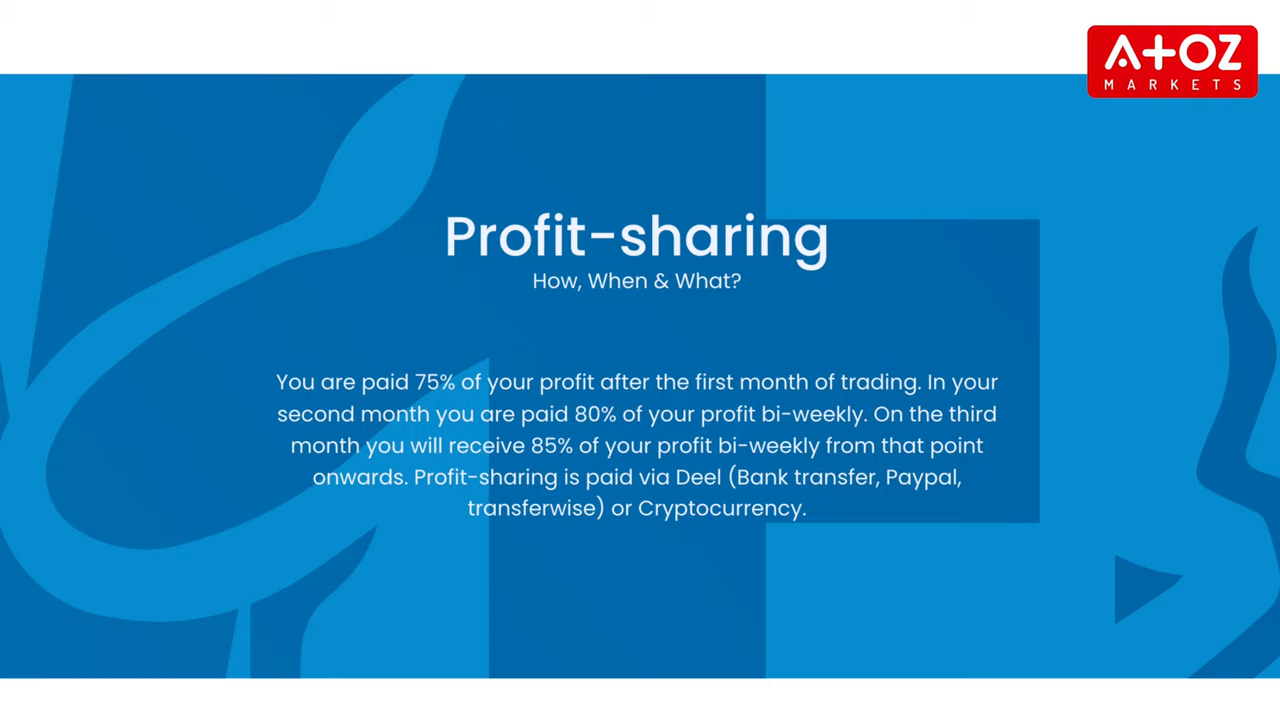 A+OZ
MARKETS
Profit-sharing
How, When & What?
You are paid 75% of your profit after the first month of trading. In your
second month you are paid 80% of your profit bi-weekly. On the third
month you will receive 85% of your profit bi-weekly from that point
onwards. Profit-sharing is paid via Deel (Bank transfer, Paypal,
transferwise) or Cryptocurrency.